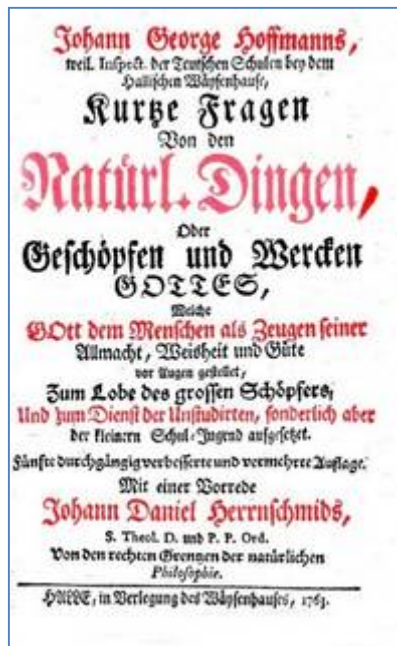 Johann George Hoffmanns,
weil. Inspect. der Teutschen Schulen bey dem
Hallischen Wäysenhause,
Kurtze Fragen
Von den
Natürl. Dingen,
Oder
Geschöpfen und Wercken
GOTTES,
Welche
GOtt dem Menschen als Zeugen seiner
Allmacht, Weisheit und Güte
vor Augen gestellet,
Zum Lobe des grossen Schöpfers,
Und zum Dienst der Unstudirten, sonderlich aber
der kleinern Schul-Jugend aufgesetzet.
Fünfte durchgängig verbesserte und vermehrte Auflage.
Mit einer Vorrede
Johann Daniel Herrnschmids,
S. Theol. D. und P. P. Ord.
Von den rechten Grentzen der natürlichen
Philosophie.
HALLE, in Verlegung des Wäysenhauses, 1763.